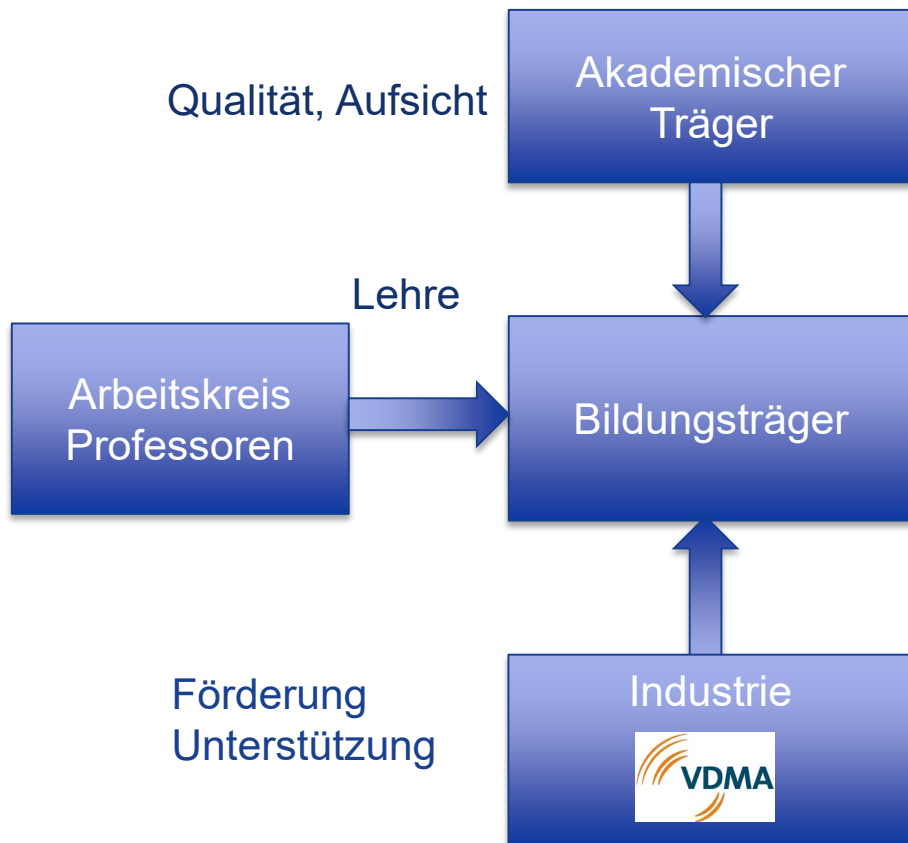 Akademischer
Träger
Qualität, Aufsicht
Lehre
Arbeitskreis
Professoren
Bildungsträger
Förderung
Unterstützung
Industrie
VDMA